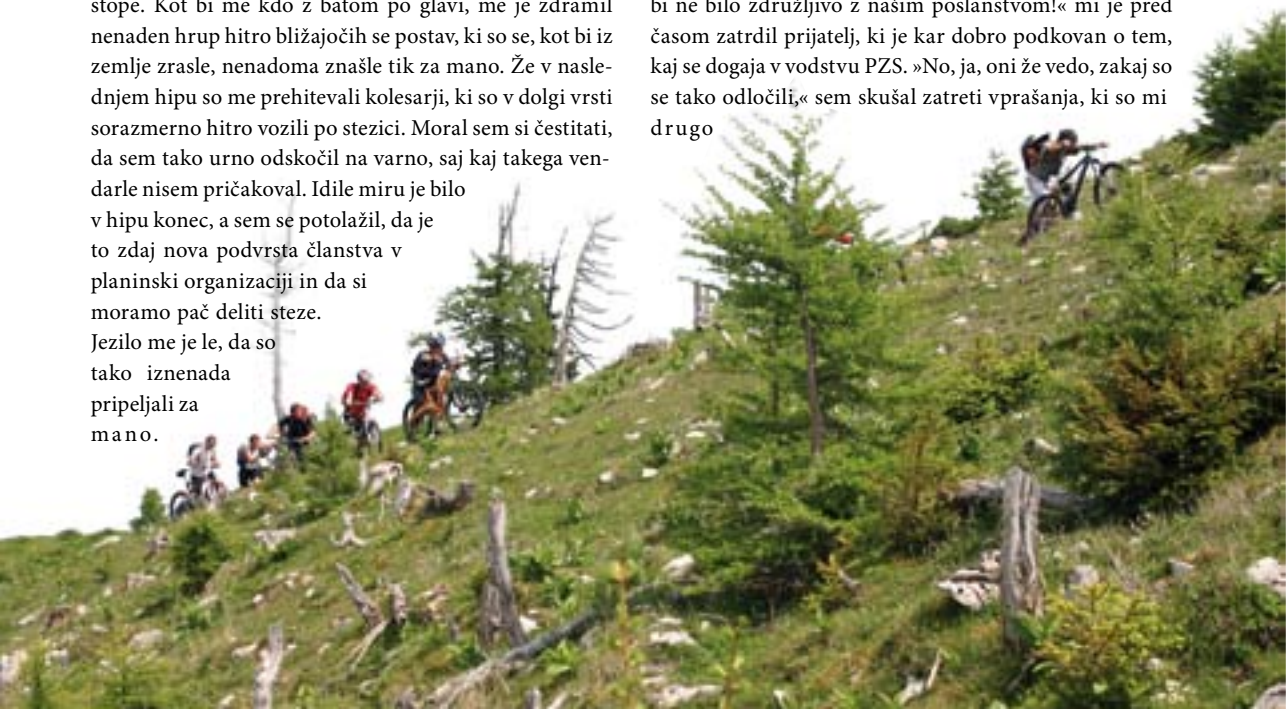 stope. Kot bi me kdo z batom po glavi, me je zdramil
nenaden hrup hitro bližajočih se postav, ki so se, kot bi iz
zemlje zrasle, nenadoma znašle tik za mano. Že v nasle-
dnjem hipu so me prehitevali kolesarji, ki so v dolgi vrsti
sorazmerno hitro vozili po stezici. Moral sem si čestitati,
da sem tako urno odskočil na varno, saj kaj takega ven-
darle nisem pričakoval. Idile miru je bilo
v hipu konec, a sem se potolažil, da je
to zdaj nova podvrsta članstva v
planinski organizaciji in da si
moramo pač deliti steze.
Jezilo me je le, da so
tako iznenada
pripeljali za
mano.
bi ne bilo združljivo z našim poslanstvom!« mi je pred
časom zatrdil prijatelj, ki je kar dobro podkovan o tem,
kaj se dogaja v vodstvu PZS. »No, ja, oni že vedo, zakaj so
se tako odločili,« sem skušal zatreti vprašanja, ki so mi
drugo